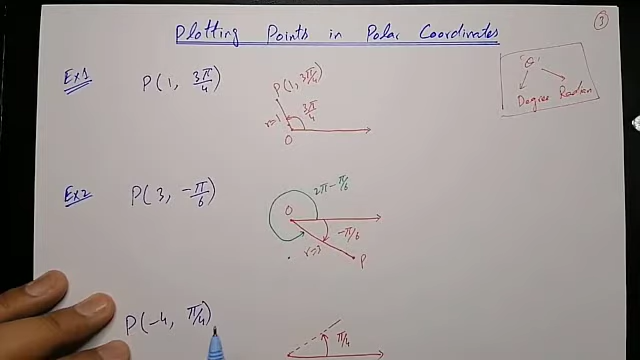 Plotting Points in Polar Coordinates
3
"θ"
Degree Radian
Ex1 P(1, 3π/4)
P(1, 3π/4)
r=1
3π/4
O
Ex2 P(3, -π/6)
2π-π/6
O
-π/6
r=3
P
P(-4, π/4)
π/4